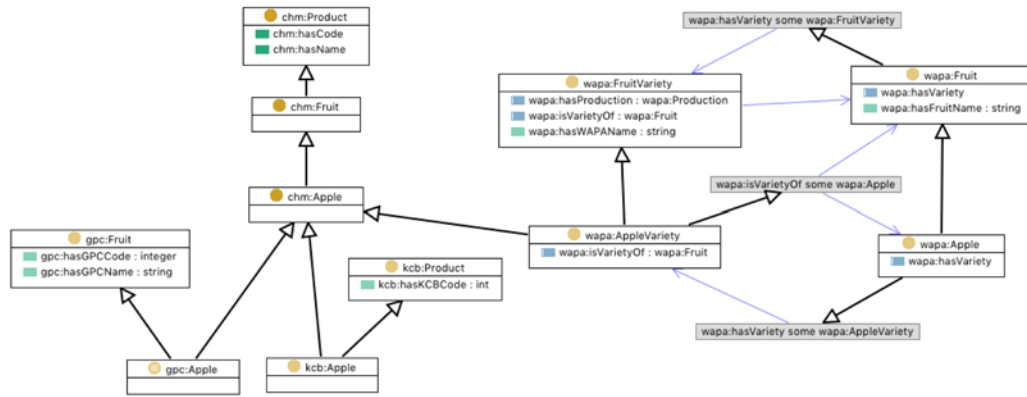 chm:Product
chm:hasCode
chm:hasName
chm:Fruit
chm:Apple
gpc:Fruit
gpc:hasGPCCode : integer
gpc:hasGPCName : string
kcb:Product
kcb:hasKCBCode : int
gpc:Apple
kcb:Apple
wapa:hasVariety some wapa:FruitVariety
wapa:FruitVariety
wapa:hasProduction : wapa:Production
wapa:isVarietyOf : wapa:Fruit
wapa:hasWAPAName : string
wapa:Fruit
wapa:hasVariety
wapa:hasFruitName : string
wapa:isVarietyOf some wapa:Apple
wapa:AppleVariety
wapa:isVarietyOf : wapa:Fruit
wapa:Apple
wapa:hasVariety
wapa:hasVariety some wapa:AppleVariety